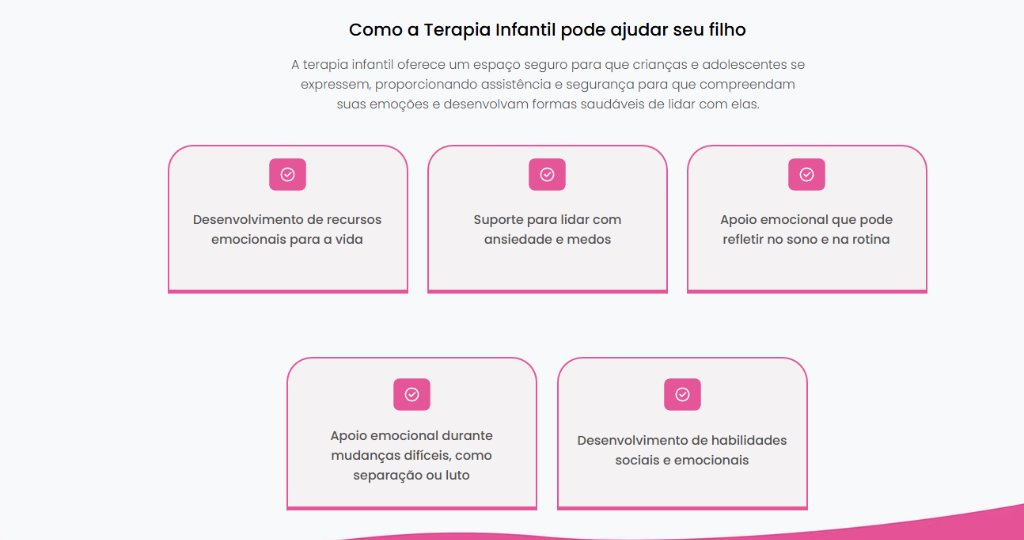 Como a Terapia Infantil pode ajudar seu filho
A terapia infantil oferece um espaço seguro para que crianças e adolescentes se
expressem, proporcionando assistência e segurança para que compreendam
suas emoções e desenvolvam formas saudáveis de lidar com elas.
Desenvolvimento de recursos
emocionais para a vida
Suporte para lidar com
ansiedade e medos
Apoio emocional que pode
refletir no sono e na rotina
Apoio emocional durante
mudanças difíceis, como
separação ou luto
Desenvolvimento de habilidades
sociais e emocionais